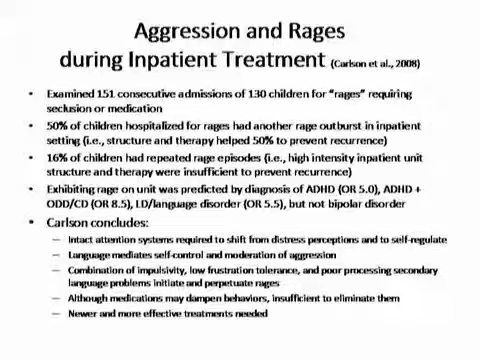 Aggression and Rages
during Inpatient Treatment (Carlson et al., 2008)
• Examined 151 consecutive admissions of 130 children for "rages" requiring
seclusion or medication
• 50% of children hospitalized for rages had another rage outburst in inpatient
setting (i.e., structure and therapy helped 50% to prevent recurrence)
• 16% of children had repeated rage episodes (i.e., high intensity inpatient unit
structure and therapy were insufficient to prevent recurrence)
• Exhibiting rage on unit was predicted by diagnosis of ADHD (OR 5.0), ADHD +
ODD/CD (OR 8.5), LD/language disorder (OR 5.5), but not bipolar disorder
• Carlson concludes:
– Intact attention systems required to shift from distress perceptions and to self-regulate
– Language mediates self-control and moderation of aggression
– Combination of impulsivity, low frustration tolerance, and poor processing secondary
language problems initiate and perpetuate rages
– Although medications may dampen behaviors, insufficient to eliminate them
– Newer and more effective treatments needed